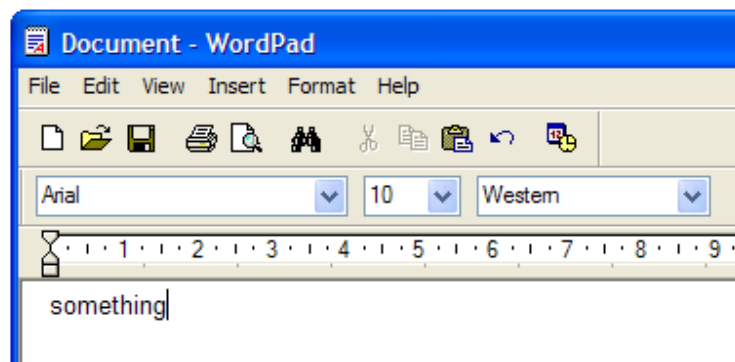 Document - WordPad
File Edit View Insert Format Help
12
Arial 10 Western
1 2 3 4 5 6 7 8 9
something